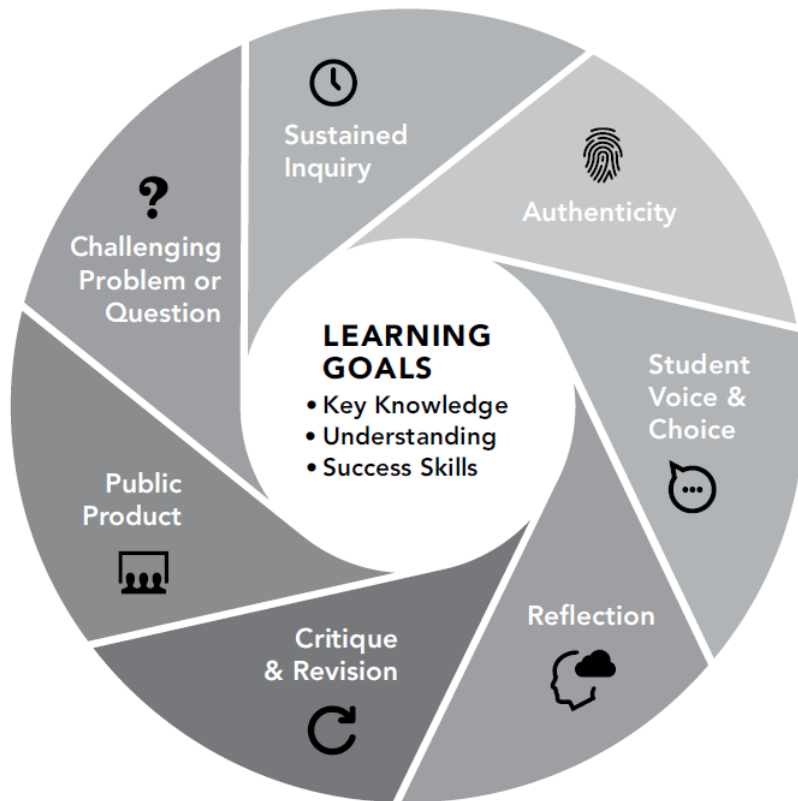 Sustained
Inquiry
Authenticity
Challenging
Problem or
Question
LEARNING
GOALS
• Key Knowledge
• Understanding
• Success Skills
Student
Voice &
Choice
Public
Product
Reflection
Critique
& Revision